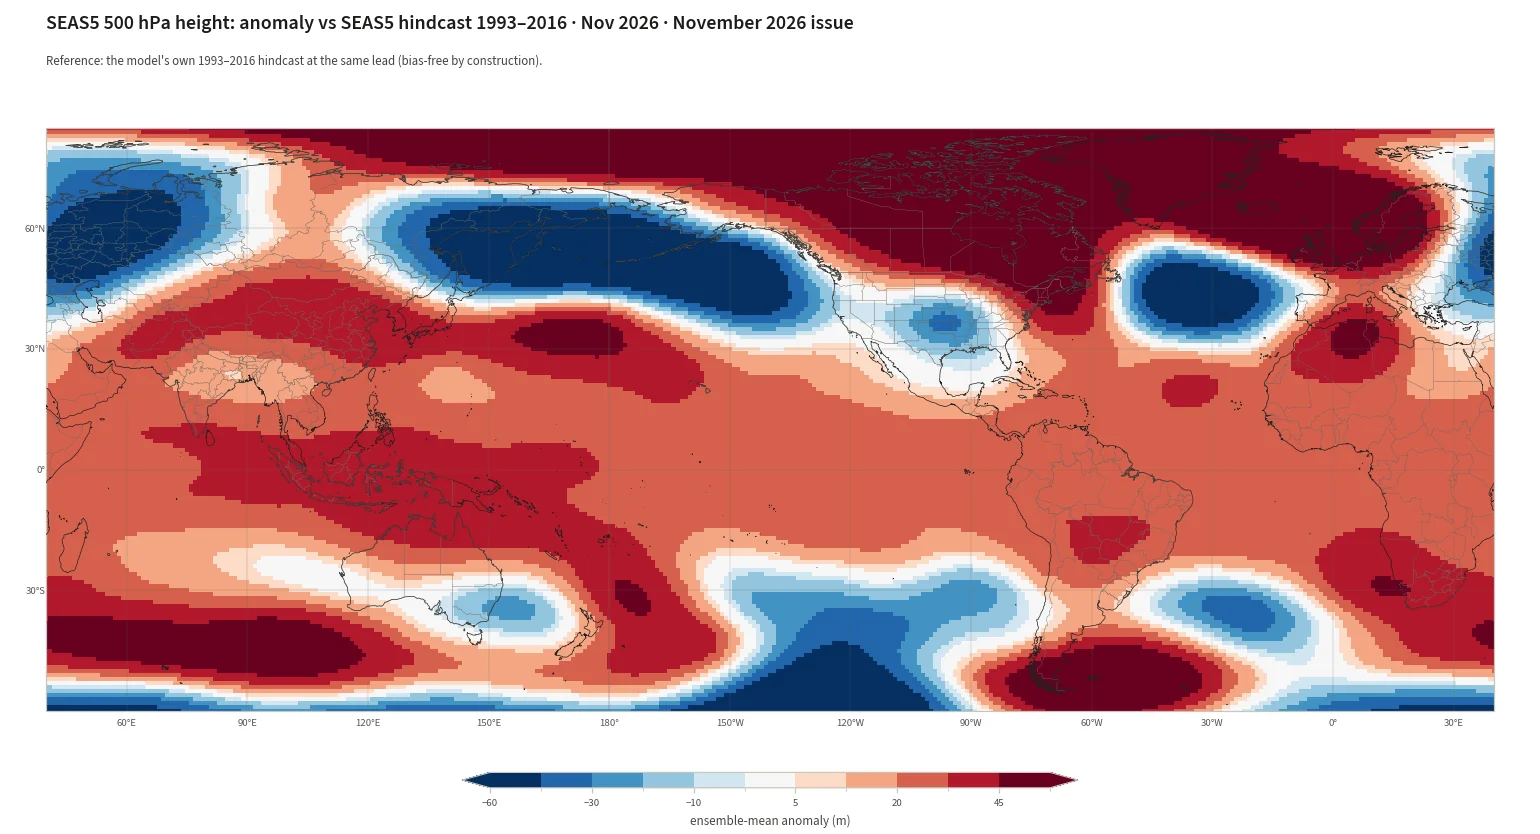 SEAS5 500 hPa height: anomaly vs SEAS5 hindcast 1993–2016 · Nov 2026 · November 2026 issue
Reference: the model's own 1993–2016 hindcast at the same lead (bias-free by construction).
60°N
30°N
0°
30°S
60°E 90°E 120°E 150°E 180° 150°W 120°W 90°W 60°W 30°W 0° 30°E
−60 −30 −10 5 20 45
ensemble-mean anomaly (m)